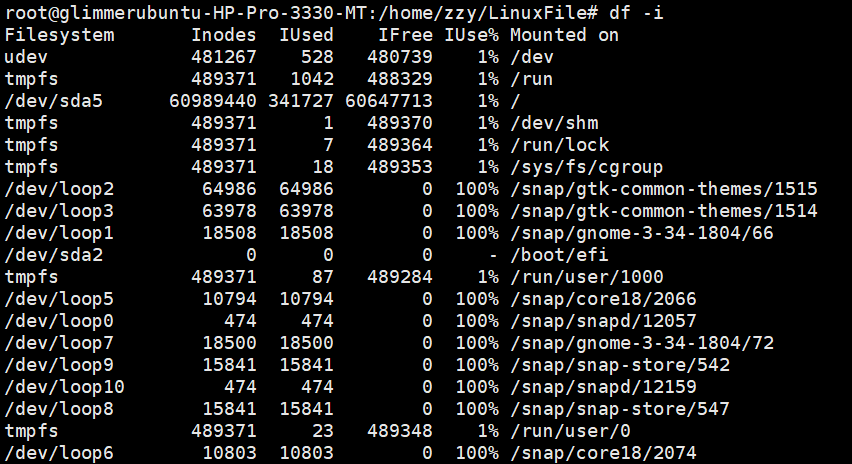 root@glimmerubuntu-HP-Pro-3330-MT:/home/zzy/LinuxFile# df -i
Filesystem       Inodes  IUsed    IFree IUse% Mounted on
udev             481267    528   480739    1% /dev
tmpfs            489371   1042   488329    1% /run
/dev/sda5      60989440 341727 60647713    1% /
tmpfs            489371      1   489370    1% /dev/shm
tmpfs            489371      7   489364    1% /run/lock
tmpfs            489371     18   489353    1% /sys/fs/cgroup
/dev/loop2        64986  64986        0  100% /snap/gtk-common-themes/1515
/dev/loop3        63978  63978        0  100% /snap/gtk-common-themes/1514
/dev/loop1        18508  18508        0  100% /snap/gnome-3-34-1804/66
/dev/sda2             0      0        0     - /boot/efi
tmpfs            489371     87   489284    1% /run/user/1000
/dev/loop5        10794  10794        0  100% /snap/core18/2066
/dev/loop0          474    474        0  100% /snap/snapd/12057
/dev/loop7        18500  18500        0  100% /snap/gnome-3-34-1804/72
/dev/loop9        15841  15841        0  100% /snap/snap-store/542
/dev/loop10         474    474        0  100% /snap/snapd/12159
/dev/loop8        15841  15841        0  100% /snap/snap-store/547
tmpfs            489371     23   489348    1% /run/user/0
/dev/loop6        10803  10803        0  100% /snap/core18/2074